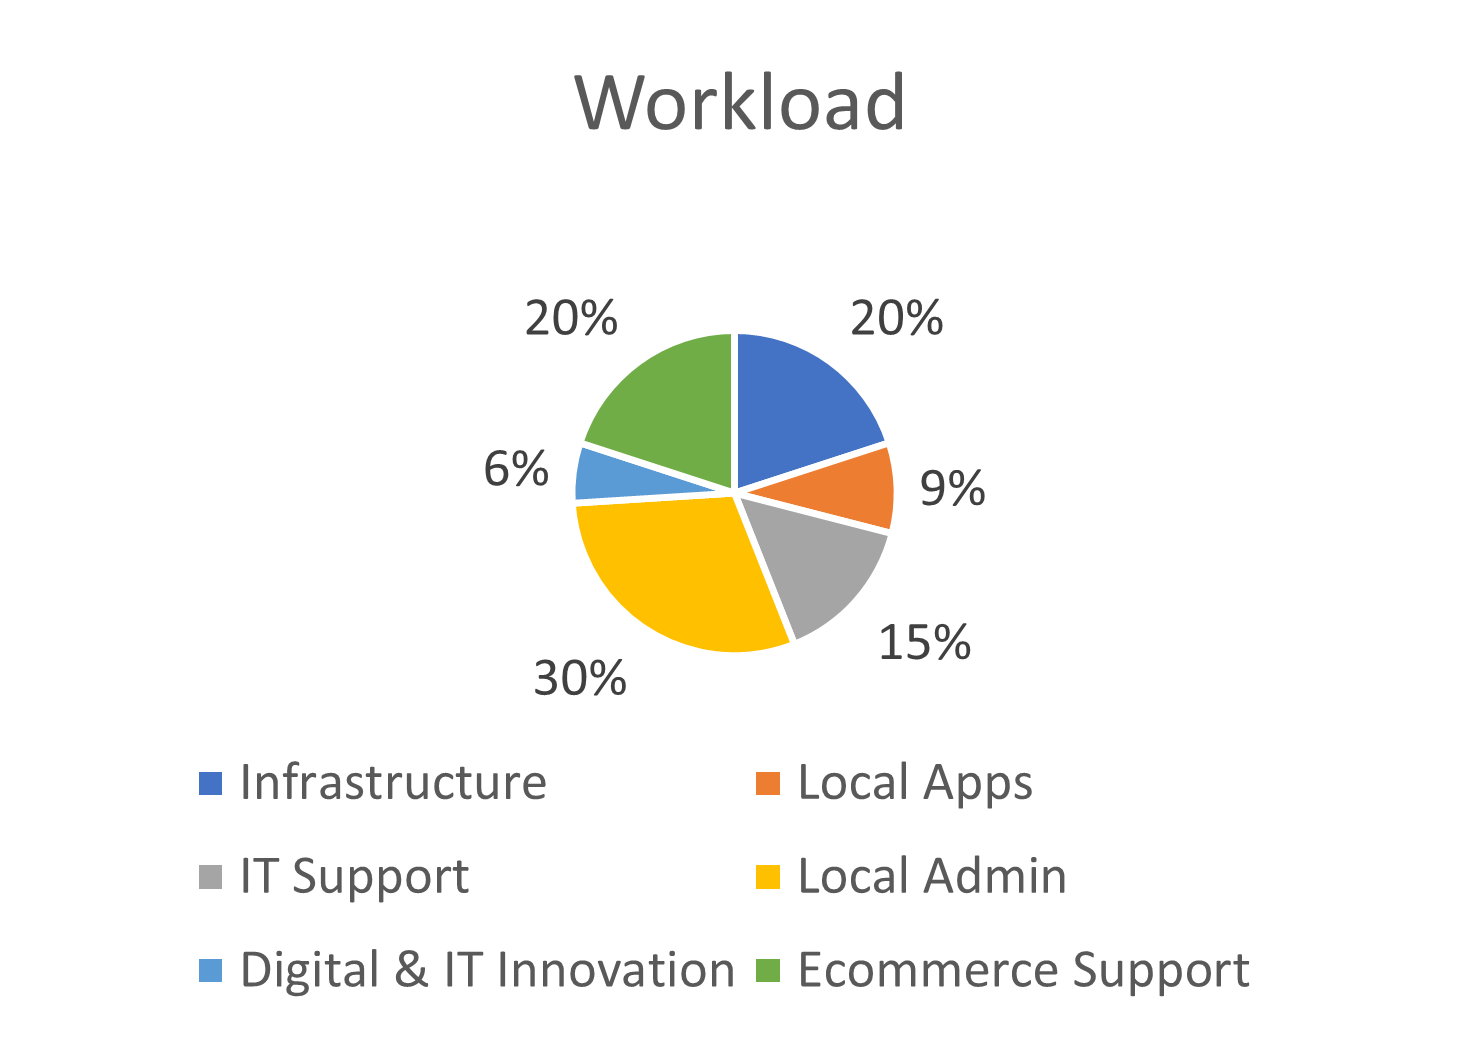 Workload
20% 20%
6% 9%
15%
30%
Infrastructure Local Apps
IT Support Local Admin
Digital & IT Innovation Ecommerce Support